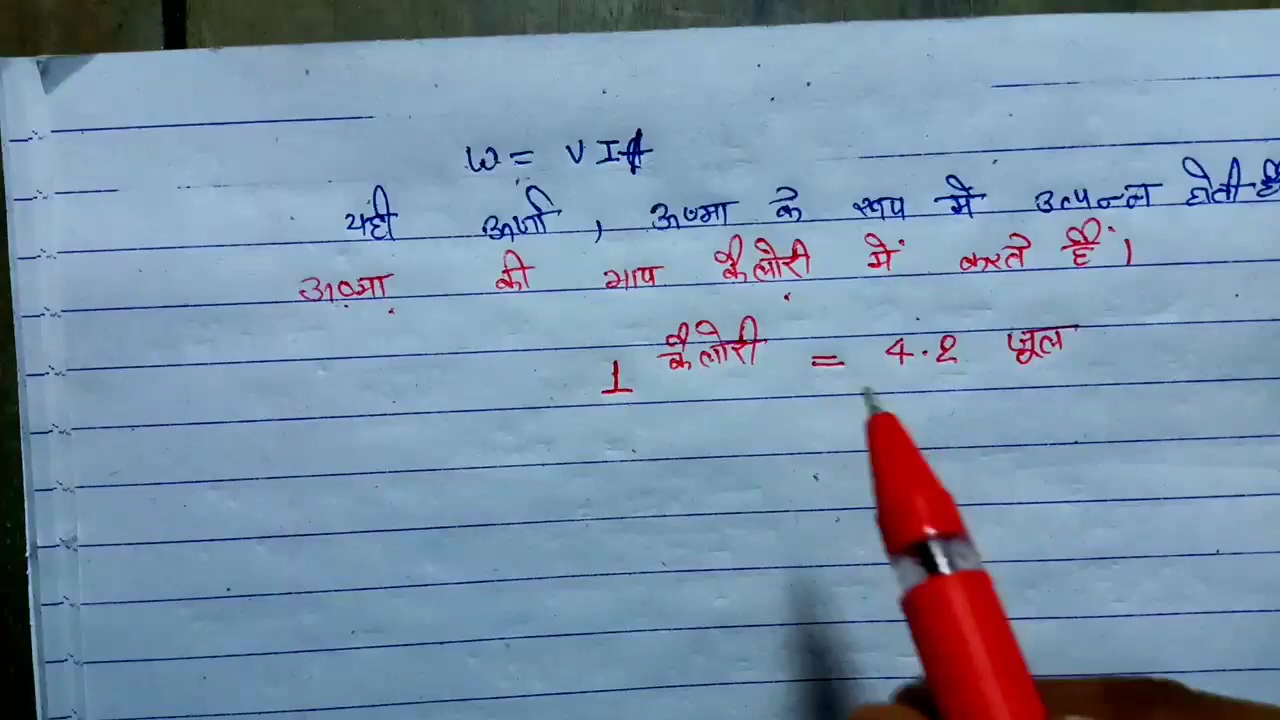 W = VIt
यही ऊर्जा , ऊष्मा के रूप में उत्पन्न होती है
ऊष्मा की माप कैलोरी में करते हैं।
1 कैलोरी = 4.2 जूल